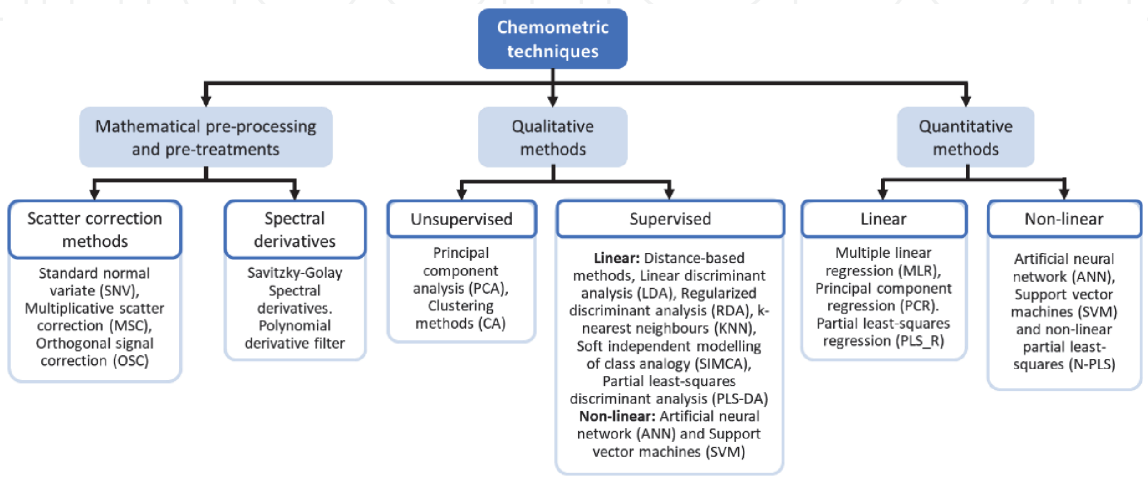 Chemometric
techniques
Mathematical pre-processing
and pre-treatments
Qualitative
methods
Quantitative
methods
Scatter correction
methods
Standard normal
variate (SNV),
Multiplicative scatter
correction (MSC),
Orthogonal signal
correction (OSC)
Spectral
derivatives
Savitzky-Golay
Spectral
derivatives.
Polynomial
derivative filter
Unsupervised
Principal
component
analysis (PCA),
Clustering
methods (CA)
Supervised
Linear: Distance-based
methods, Linear discriminant
analysis (LDA), Regularized
discriminant analysis (RDA), k-
nearest neighbours (KNN),
Soft independent modelling
of class analogy (SIMCA),
Partial least-squares
discriminant analysis (PLS-DA)
Non-linear: Artificial neural
network (ANN) and Support
vector machines (SVM)
Linear
Multiple linear
regression (MLR),
Principal component
regression (PCR).
Partial least-squares
regression (PLS_R)
Non-linear
Artificial neural
network (ANN),
Support vector
machines (SVM)
and non-linear
partial least-
squares (N-PLS)